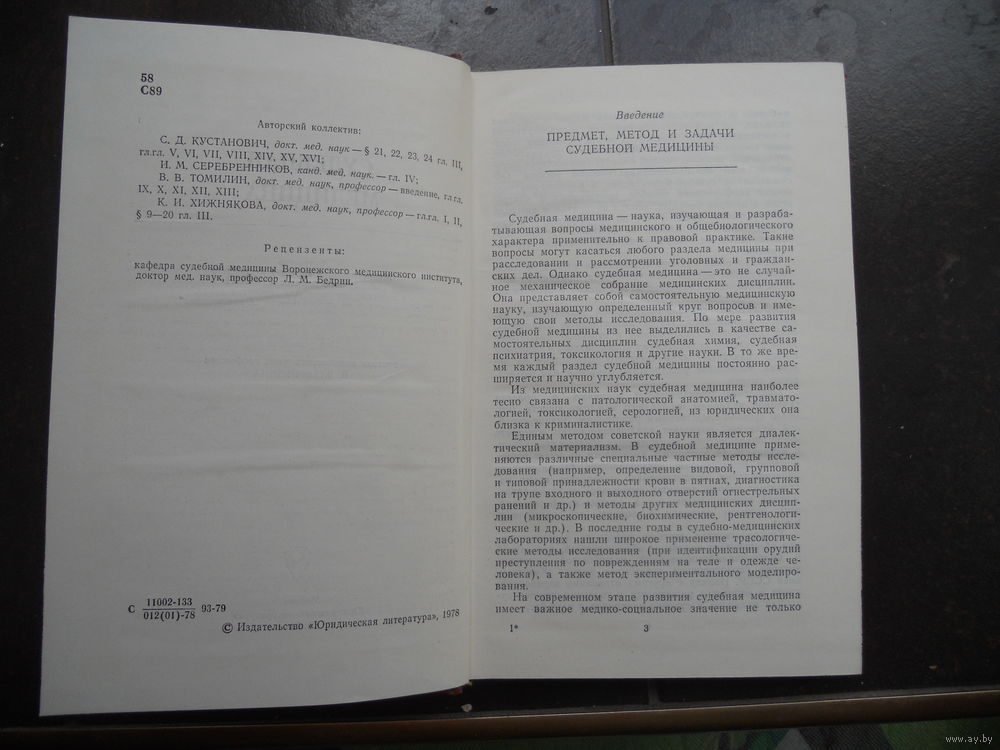 58
С89
Авторский коллектив:
С. Д. КУСТАНОВИЧ, докт. мед. наук — § 21, 22, 23, 24 гл. III,
гл.гл. V, VI, VII, VIII, XIV, XV, XVI;
И. М. СЕРЕБРЕННИКОВ, канд. мед. наук. — гл. IV;
В. В. ТОМИЛИН, докт. мед. наук, профессор — введение, гл.гл.
IX, X, XI, XII, XIII;
К. И. ХИЖНЯКОВА, докт. мед. наук, профессор — гл.гл. I, II,
§ 9—20 гл. III.
Рецензенты:
кафедра судебной медицины Воронежского медицинского института,
доктор мед. наук, профессор Л. М. Бедрин.
С 11002-133
012(01)-78 93-79
© Издательство «Юридическая литература», 1978
Введение
ПРЕДМЕТ, МЕТОД И ЗАДАЧИ
СУДЕБНОЙ МЕДИЦИНЫ
Судебная медицина — наука, изучающая и разраба-
тывающая вопросы медицинского и общебиологического
характера применительно к правовой практике. Такие
вопросы могут касаться любого раздела медицины при
расследовании и рассмотрении уголовных и граждан-
ских дел. Однако судебная медицина — это не случай-
ное механическое собрание медицинских дисциплин.
Она представляет собой самостоятельную медицинскую
науку, изучающую определенный круг вопросов и име-
ющую свои методы исследования. По мере развития
судебной медицины из нее выделились в качестве са-
мостоятельных дисциплин судебная химия, судебная
психиатрия, токсикология и другие науки. В то же вре-
мя каждый раздел судебной медицины постоянно рас-
ширяется и научно углубляется.
Из медицинских наук судебная медицина наиболее
тесно связана с патологической анатомией, травмато-
логией, токсикологией, серологией, из юридических она
близка к криминалистике.
Единым методом советской науки является диалек-
тический материализм. В судебной медицине приме-
няются различные специальные частные методы иссле-
дования (например, определение видовой, групповой
и типовой принадлежности крови в пятнах, диагностика
на трупе входного и выходного отверстий огнестрельных
ранений и др.) и методы других медицинских дисцип-
лин (микроскопические, биохимические, рентгенологи-
ческие и др.). В последние годы в судебно-медицинских
лабораториях нашли широкое применение трасологиче-
ские методы исследования (при идентификации орудий
преступления по повреждениям на теле и одежде че-
ловека), а также метод экспериментального моделиро-
вания.
На современном этапе развития судебная медицина
имеет важное медико-социальное значение не только
1* 3
www.ay.by